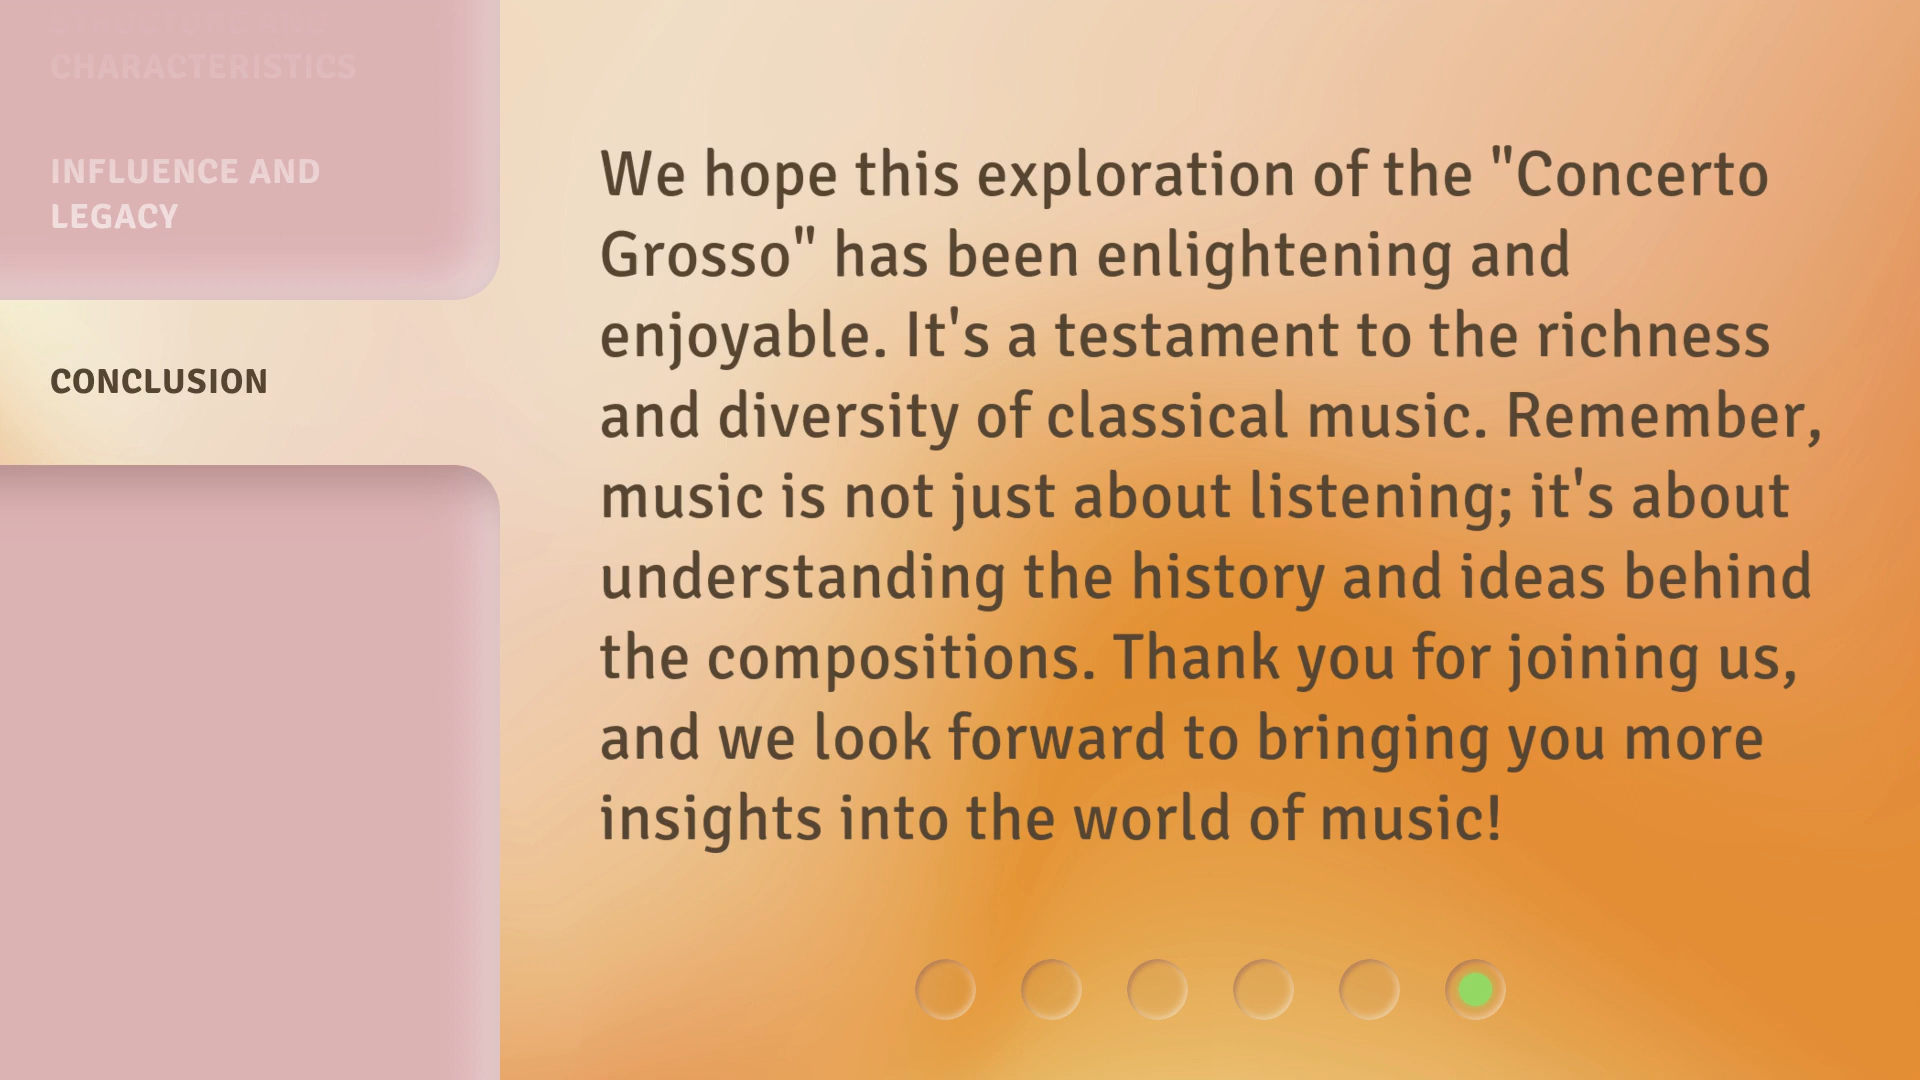 STRUCTURE AND
CHARACTERISTICS
INFLUENCE AND
LEGACY
CONCLUSION
We hope this exploration of the "Concerto
Grosso" has been enlightening and
enjoyable. It's a testament to the richness
and diversity of classical music. Remember,
music is not just about listening; it's about
understanding the history and ideas behind
the compositions. Thank you for joining us,
and we look forward to bringing you more
insights into the world of music!